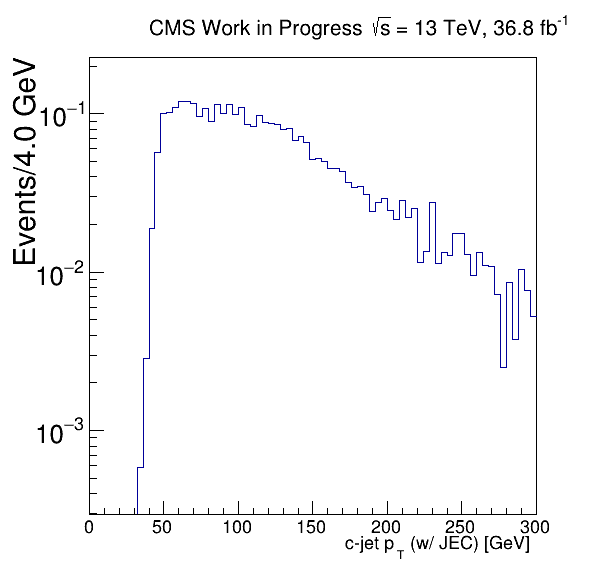 CMS Work in Progress √s = 13 TeV, 36.8 fb⁻¹
Events/4.0 GeV
10⁻¹
10⁻²
10⁻³
0 50 100 150 200 250 300
c-jet p_T (w/ JEC) [GeV]